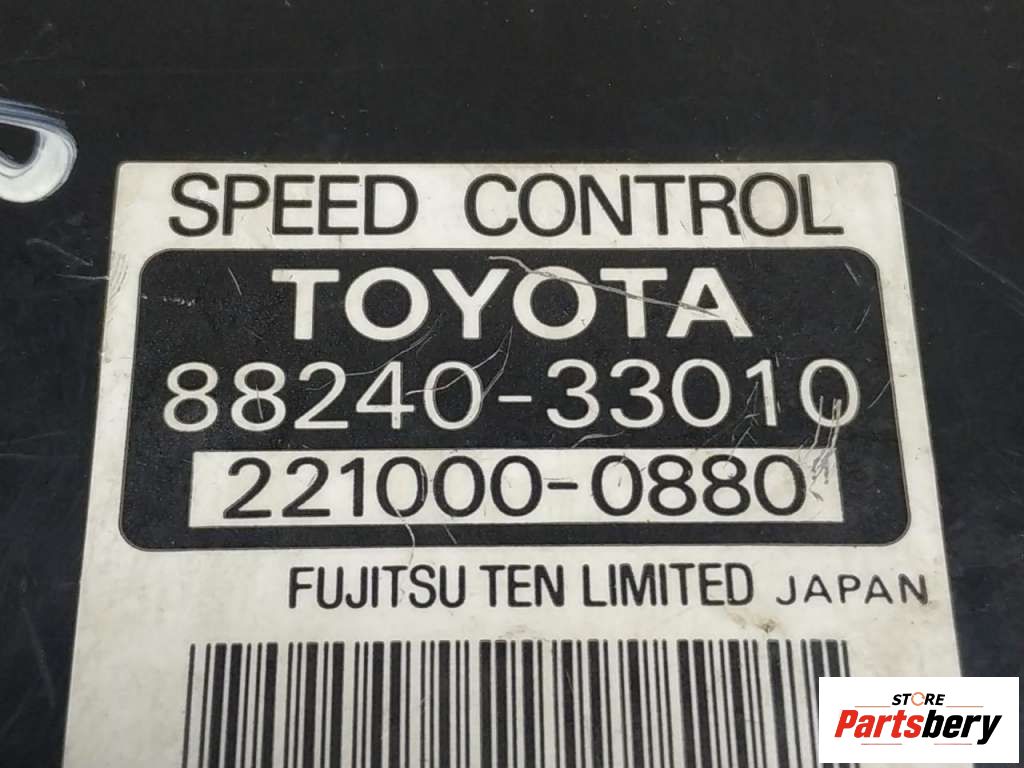 SPEED CONTROL
TOYOTA
88240-33010
221000-0880
FUJITSU TEN LIMITED JAPAN
STORE
Partsbery